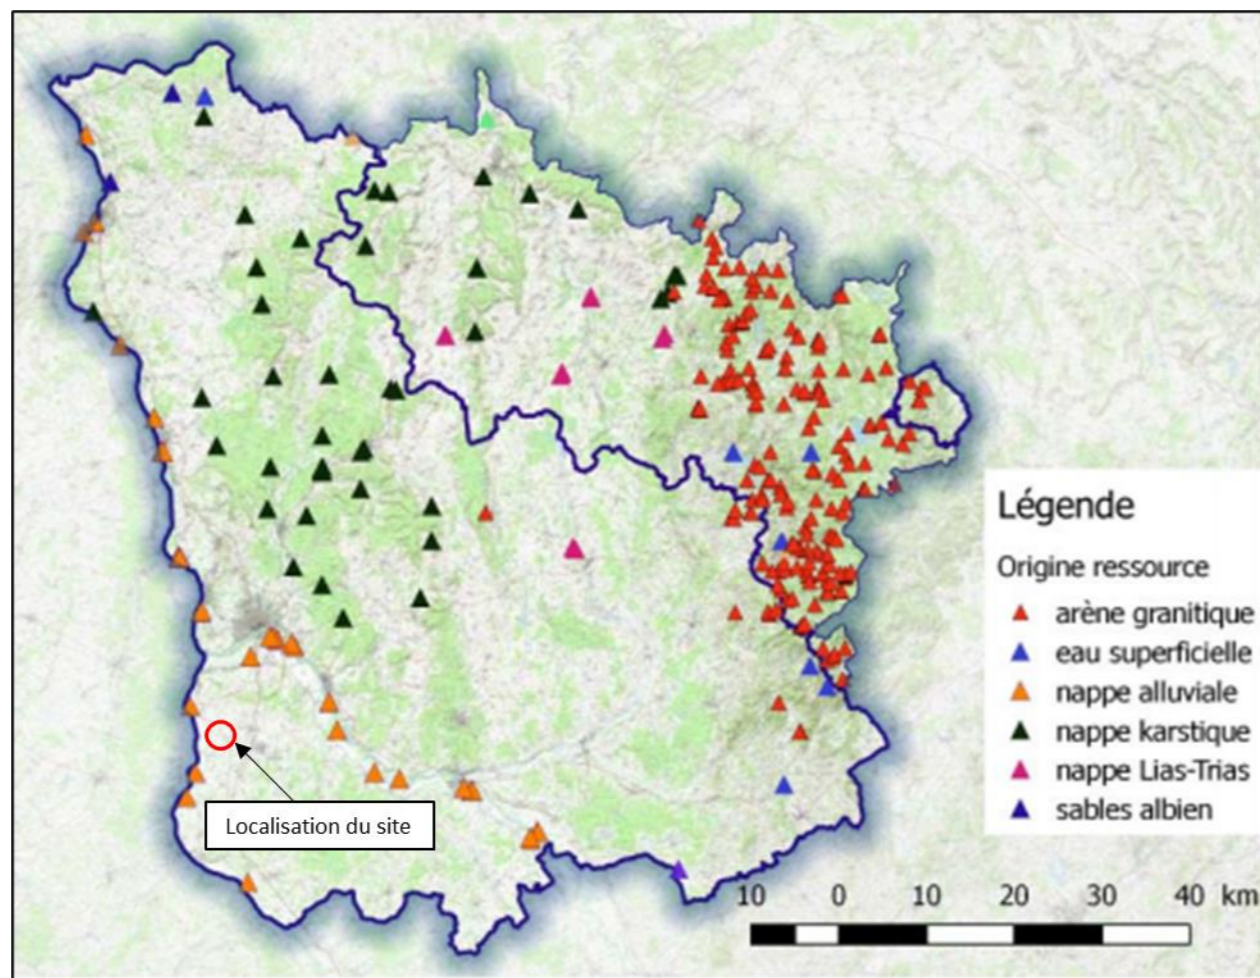 Légende
Origine ressource
arène granitique
eau superficielle
nappe alluviale
nappe karstique
nappe Lias-Trias
sables albien
Localisation du site
10 0 10 20 30 40 km